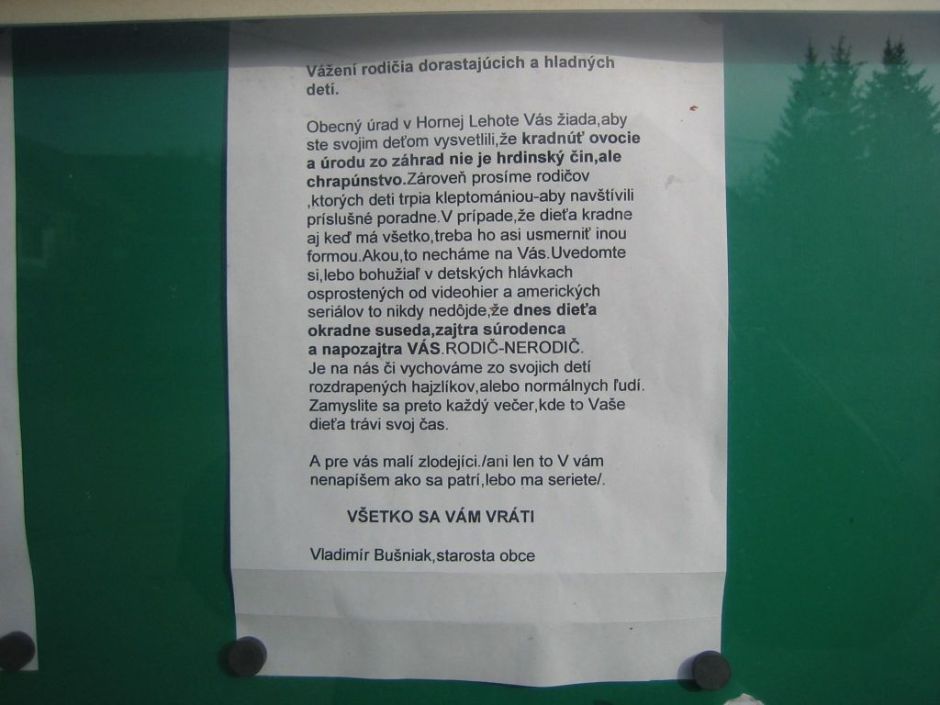 Vážení rodičia dorastajúcich a hladných
detí.
Obecný úrad v Hornej Lehote Vás žiada,aby
ste svojim deťom vysvetlili,že kradnúť ovocie
a úrodu zo záhrad nie je hrdinský čin,ale
chrapúnstvo.Zároveň prosíme rodičov
,ktorých deti trpia kleptomániou-aby navštívili
príslušné poradne.V prípade,že dieťa kradne
aj keď má všetko,treba ho asi usmerniť inou
formou.Akou,to necháme na Vás.Uvedomte
si,lebo bohužiaľ v detských hlávkach
osprostených od videohier a amerických
seriálov to nikdy nedôjde,že dnes dieťa
okradne suseda,zajtra súrodenca
a napozajtra VÁS.RODIČ-NERODIČ.
Je na nás či vychováme zo svojich detí
rozdrapených hajzlíkov,alebo normálnych ľudí.
Zamyslite sa preto každý večer,kde to Vaše
dieťa trávi svoj čas.
A pre vás malí zlodejíci./ani len to V vám
nenapíšem ako sa patrí,lebo ma seriete/.
VŠETKO SA VÁM VRÁTI
Vladimír Bušniak,starosta obce